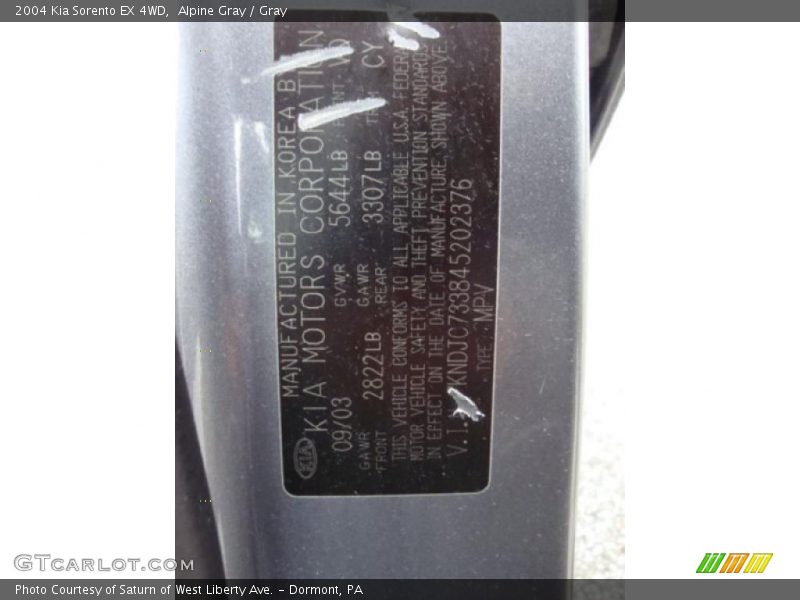 2004 Kia Sorento EX 4WD, Alpine Gray / Gray
MANUFACTURED IN KOREA B
KIA MOTORS CORPORATION
09/03 GVWR 5644LB
GAWR FRONT 2822LB GAWR REAR 3307LB CY
THIS VEHICLE CONFORMS TO ALL APPLICABLE U.S.A. FEDERAL
MOTOR VEHICLE SAFETY AND THEFT PREVENTION STANDARDS
IN EFFECT ON THE DATE OF MANUFACTURE SHOWN ABOVE.
V.I. KNDJC733845202376
TYPE: MPV
KIA
GTcarlot.com
Photo Courtesy of Saturn of West Liberty Ave. – Dormont, PA